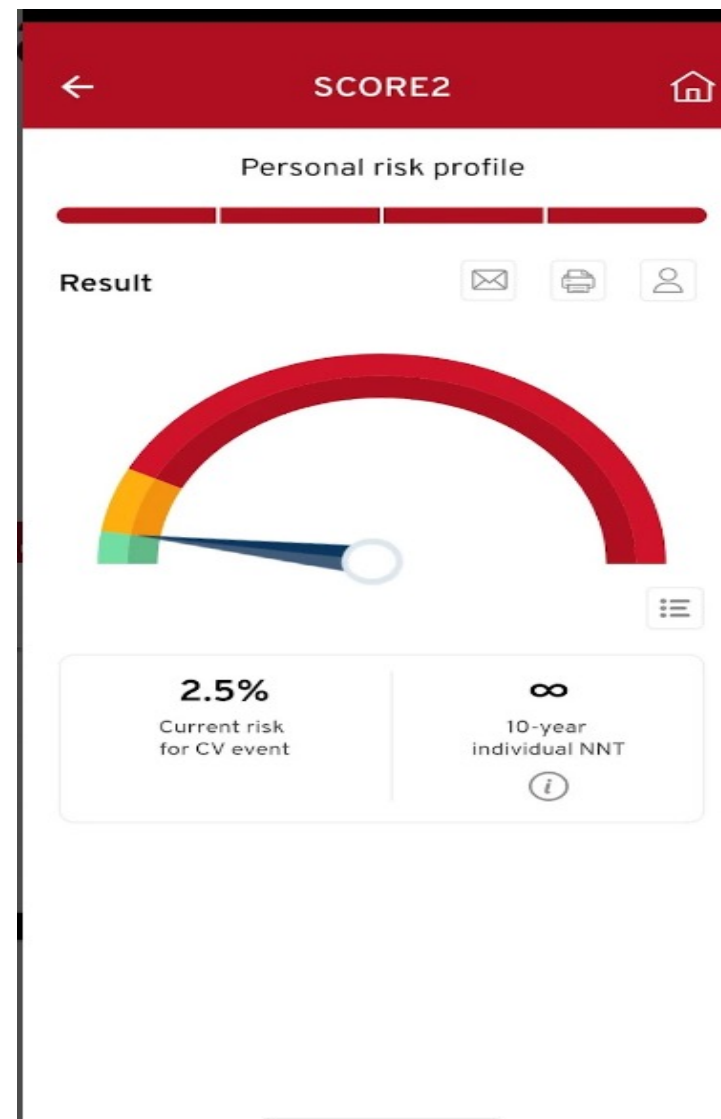 SCORE2
Personal risk profile
Result
2.5%
Current risk
for CV event
∞
10-year
individual NNT
i